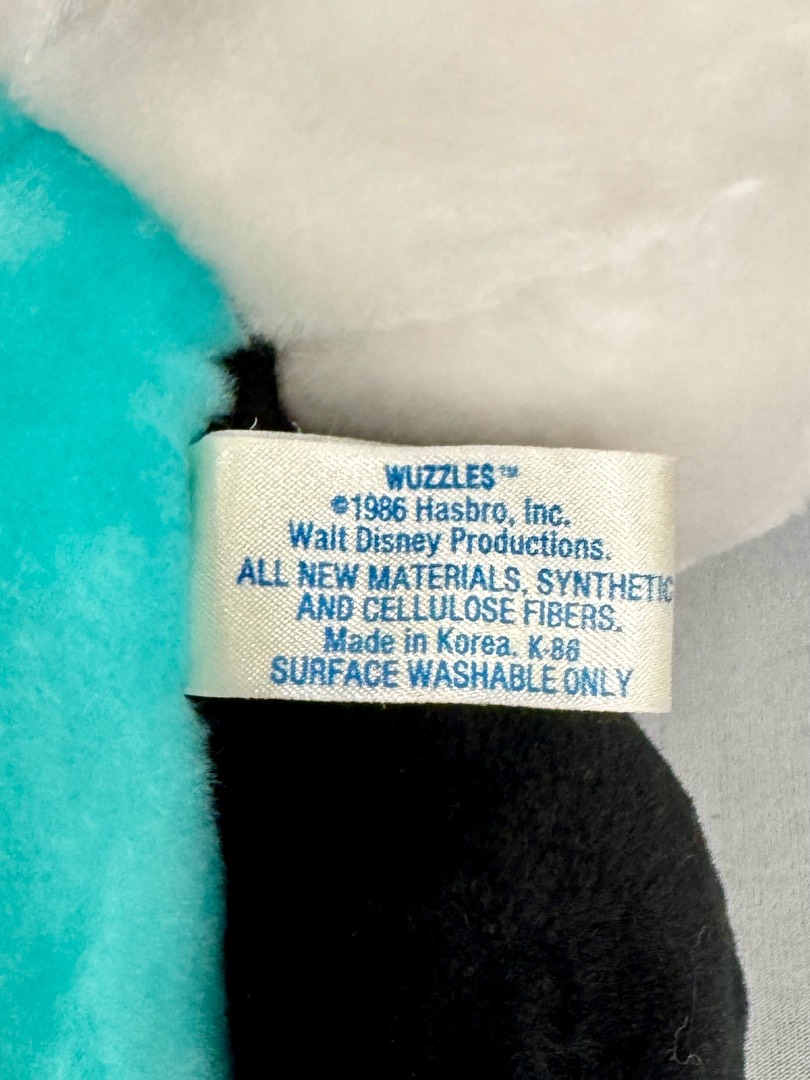 WUZZLES™
©1986 Hasbro, Inc.
Walt Disney Productions.
ALL NEW MATERIALS, SYNTHETIC
AND CELLULOSE FIBERS.
Made in Korea. K-86
SURFACE WASHABLE ONLY